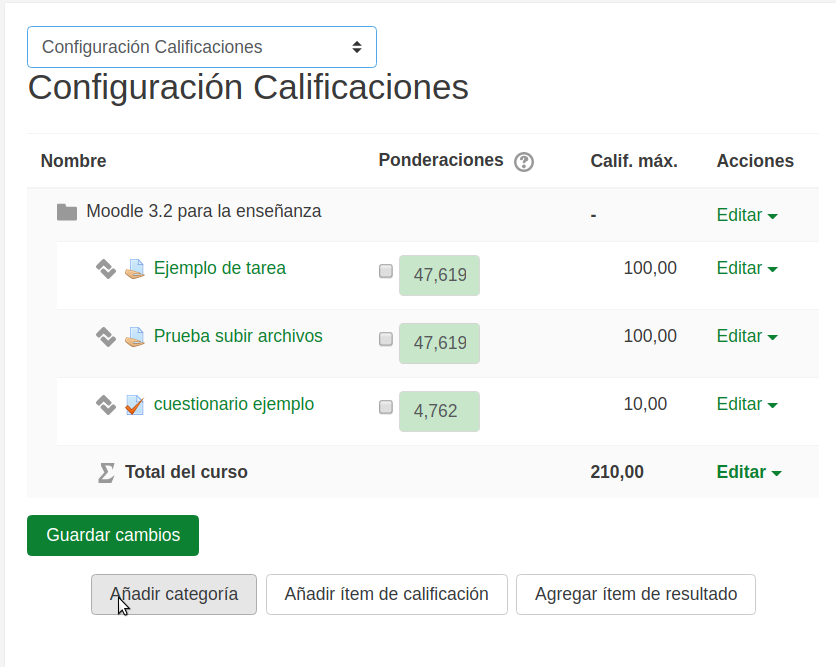 Configuración Calificaciones
Configuración Calificaciones
Nombre Ponderaciones ? Calif. máx. Acciones
Moodle 3.2 para la enseñanza - Editar
Ejemplo de tarea 47,619 100,00 Editar
Prueba subir archivos 47,619 100,00 Editar
cuestionario ejemplo 4,762 10,00 Editar
Σ Total del curso 210,00 Editar
Guardar cambios
Añadir categoría Añadir ítem de calificación Agregar ítem de resultado